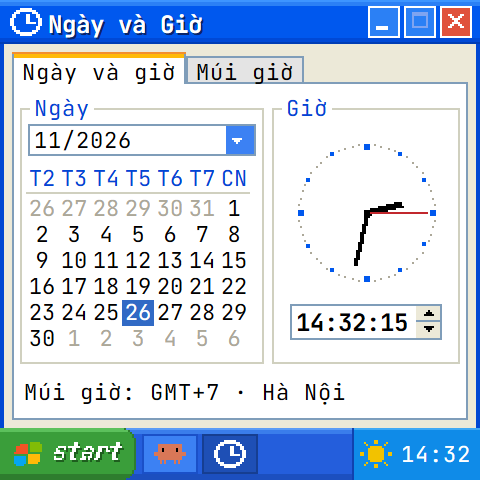 Ngày và Giờ
Ngày và giờ Múi giờ
Ngày
11/2026
T2 T3 T4 T5 T6 T7 CN
26 27 28 29 30 31 1
2 3 4 5 6 7 8
9 10 11 12 13 14 15
16 17 18 19 20 21 22
23 24 25 26 27 28 29
30 1 2 3 4 5 6
Giờ
14:32:15
Múi giờ: GMT+7 · Hà Nội
start
14:32